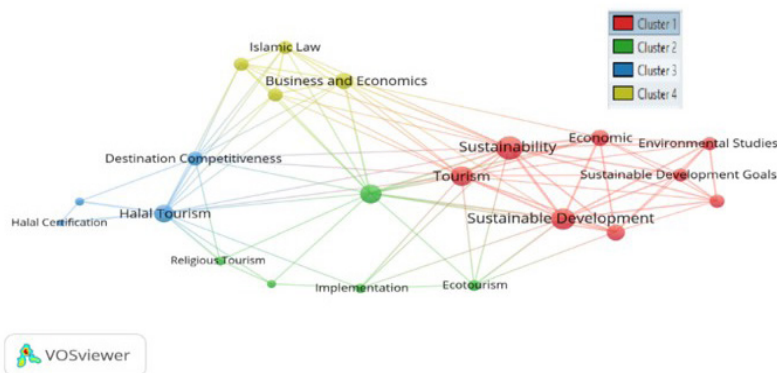 Cluster 1
Cluster 2
Cluster 3
Cluster 4
Islamic Law
Business and Economics
Sustainability
Economic
Environmental Studies
Destination Competitiveness
Tourism
Sustainable Development Goals
Halal Tourism
Sustainable Development
Halal Certification
Religious Tourism
Implementation
Ecotourism
VOSviewer